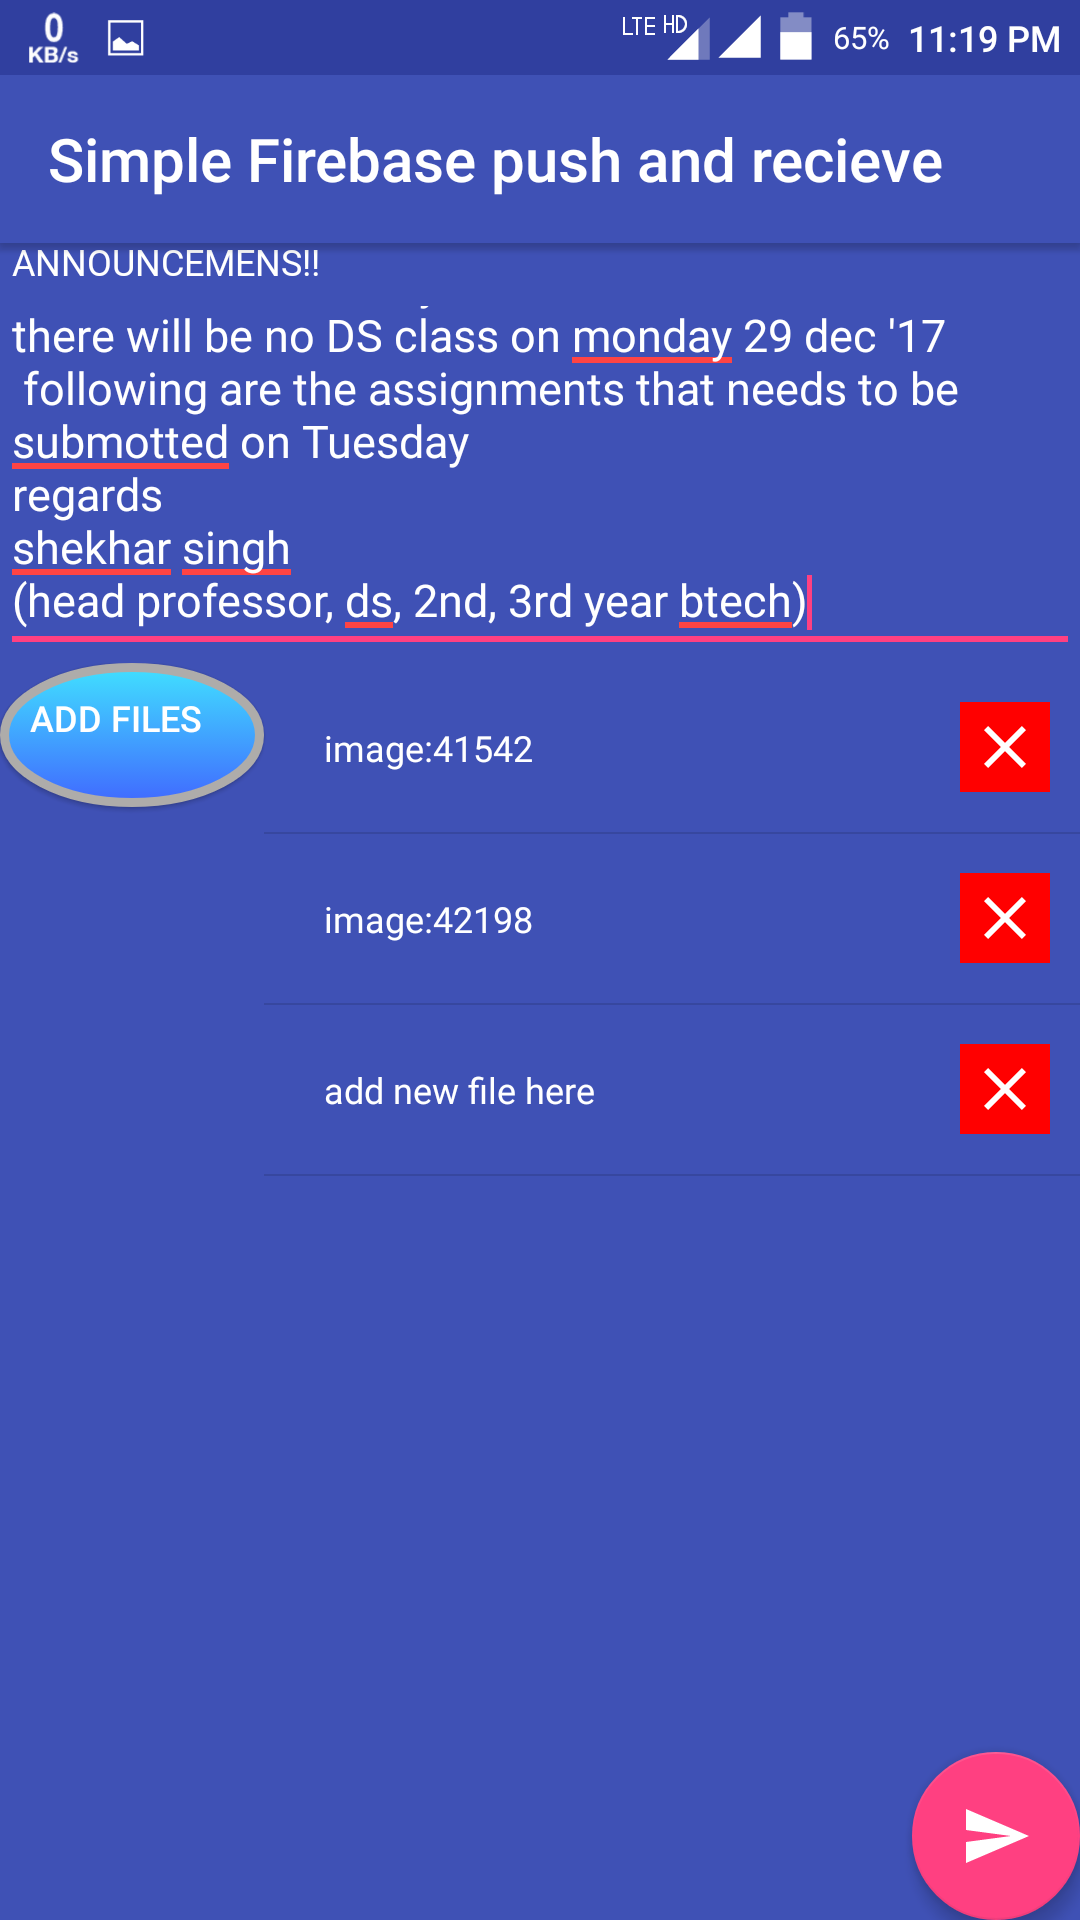 0
KB/s
LTE HD
65%
11:19 PM
Simple Firebase push and recieve
ANNOUNCEMENS!!
there will be no DS class on monday 29 dec '17
following are the assignments that needs to be
submotted on Tuesday
regards
shekhar singh
(head professor, ds, 2nd, 3rd year btech)
ADD FILES
image:41542
image:42198
add new file here